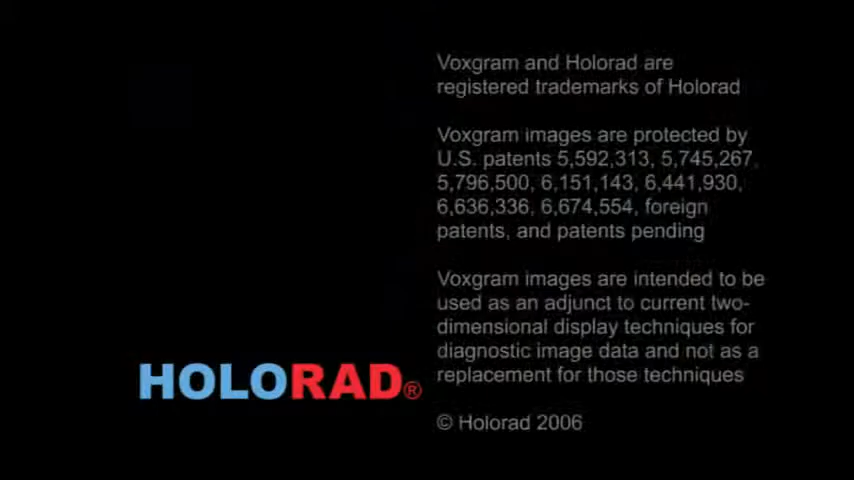 Voxgram and Holorad are
registered trademarks of Holorad
Voxgram images are protected by
U.S. patents 5,592,313, 5,745,267,
5,796,500, 6,151,143, 6,441,930,
6,636,336, 6,674,554, foreign
patents, and patents pending
Voxgram images are intended to be
used as an adjunct to current two-
dimensional display techniques for
diagnostic image data and not as a
replacement for those techniques
HOLORAD®
© Holorad 2006